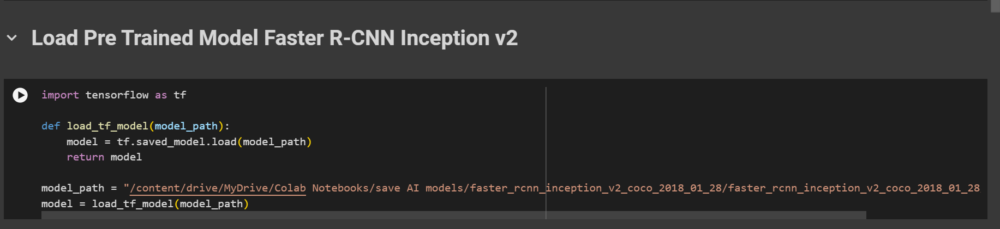 Load Pre Trained Model Faster R-CNN Inception v2
import tensorflow as tf
def load_tf_model(model_path):
    model = tf.saved_model.load(model_path)
    return model
model_path = "/content/drive/MyDrive/Colab Notebooks/save AI models/faster_rcnn_inception_v2_coco_2018_01_28/faster_rcnn_inception_v2_coco_2018_01_28
model = load_tf_model(model_path)